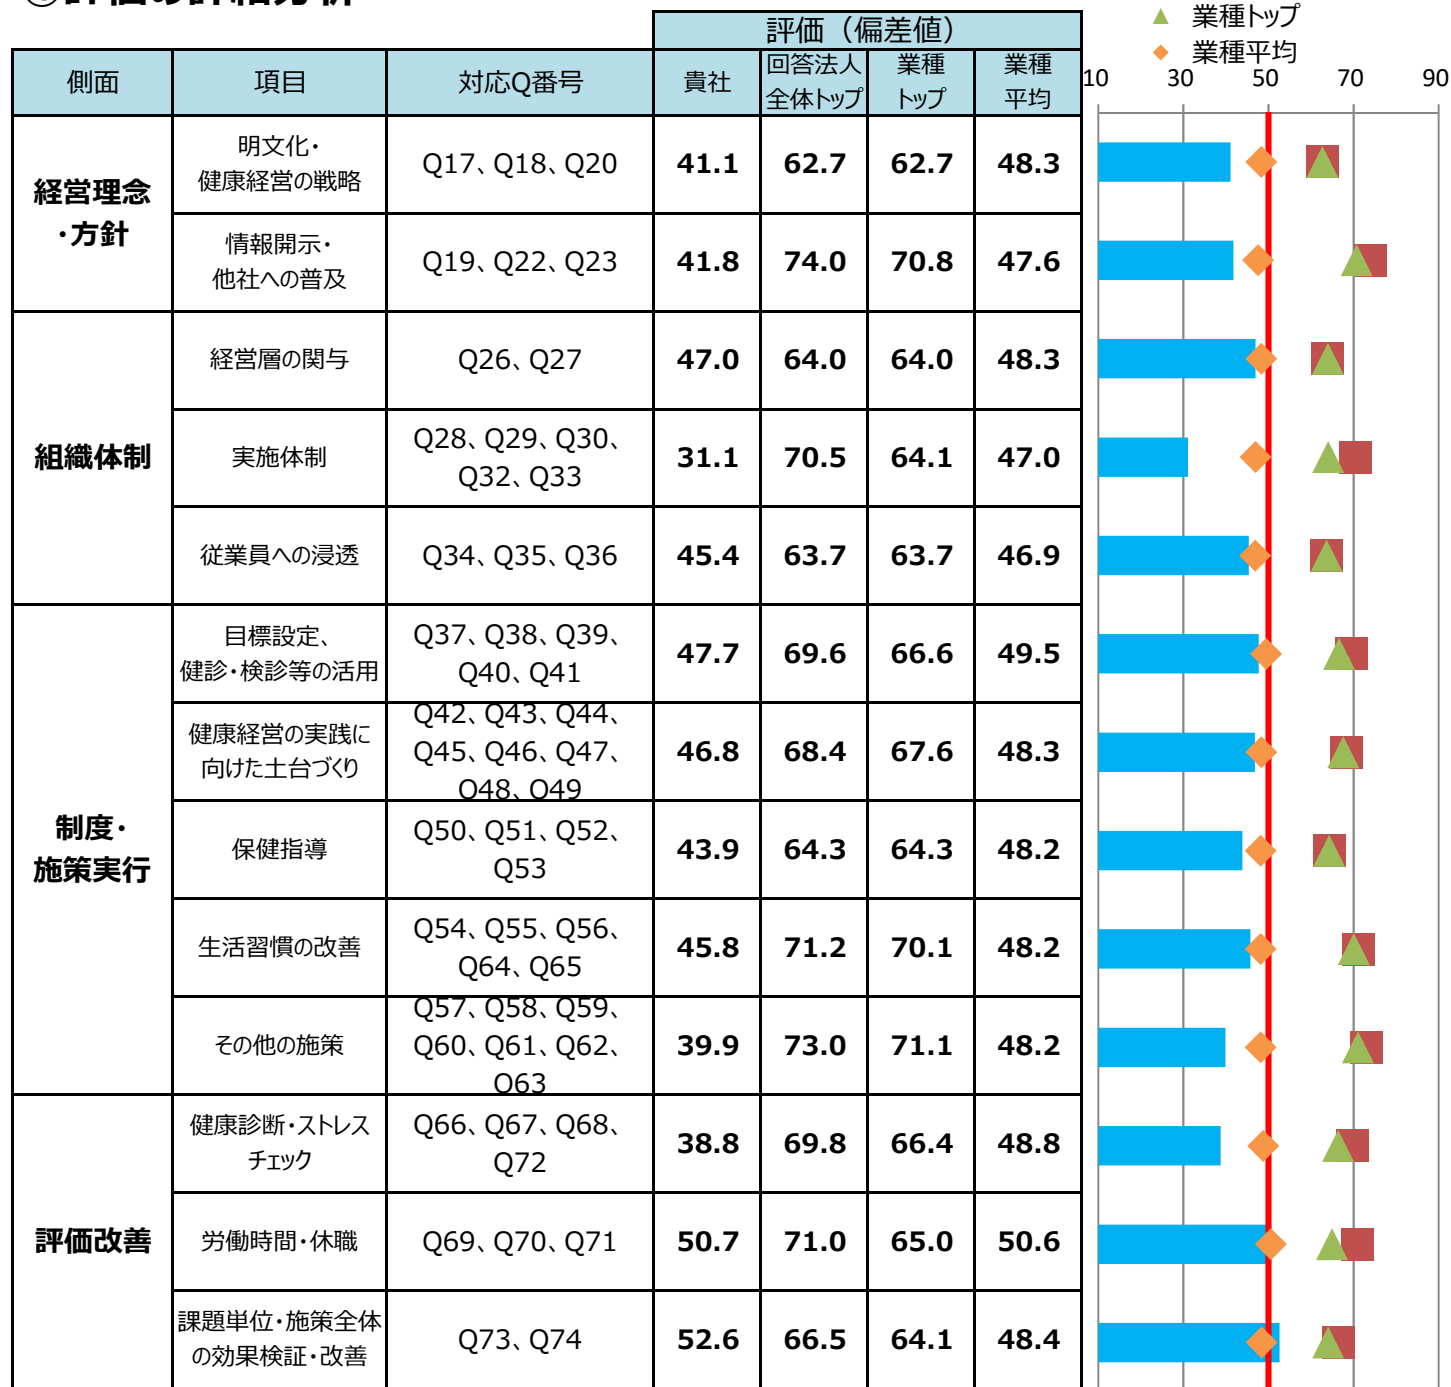 ▲ 業種トップ
◆ 業種平均
評価（偏差値）
側面 項目 対応Q番号 貴社 回答法人全体トップ 業種トップ 業種平均
10 30 50 70 90
経営理念・方針
明文化・健康経営の戦略 Q17、Q18、Q20 41.1 62.7 62.7 48.3
情報開示・他社への普及 Q19、Q22、Q23 41.8 74.0 70.8 47.6
組織体制
経営層の関与 Q26、Q27 47.0 64.0 64.0 48.3
実施体制 Q28、Q29、Q30、Q32、Q33 31.1 70.5 64.1 47.0
従業員への浸透 Q34、Q35、Q36 45.4 63.7 63.7 46.9
制度・施策実行
目標設定、健診・検診等の活用 Q37、Q38、Q39、Q40、Q41 47.7 69.6 66.6 49.5
健康経営の実践に向けた土台づくり Q42、Q43、Q44、Q45、Q46、Q47、Q48、Q49 46.8 68.4 67.6 48.3
保健指導 Q50、Q51、Q52、Q53 43.9 64.3 64.3 48.2
生活習慣の改善 Q54、Q55、Q56、Q64、Q65 45.8 71.2 70.1 48.2
その他の施策 Q57、Q58、Q59、Q60、Q61、Q62、Q63 39.9 73.0 71.1 48.2
評価改善
健康診断・ストレスチェック Q66、Q67、Q68、Q72 38.8 69.8 66.4 48.8
労働時間・休職 Q69、Q70、Q71 50.7 71.0 65.0 50.6
課題単位・施策全体の効果検証・改善 Q73、Q74 52.6 66.5 64.1 48.4